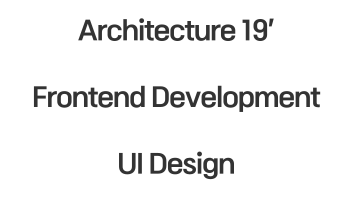 Architecture 19’
Frontend Development
UI Design